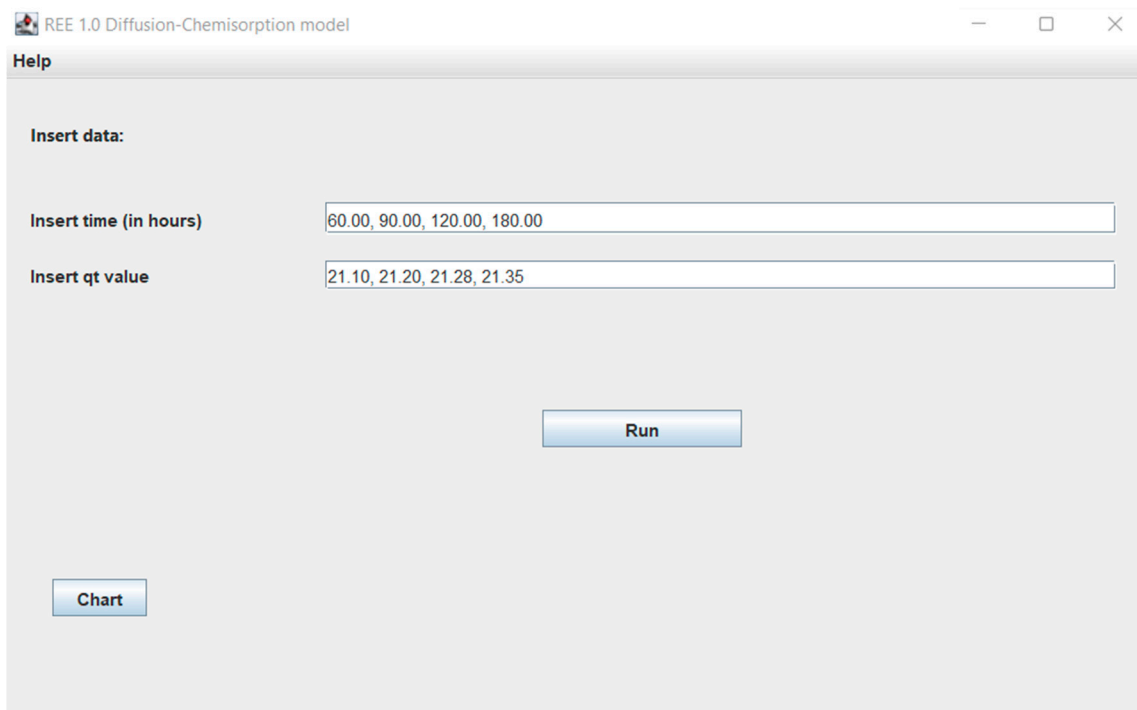 REE 1.0 Diffusion-Chemisorption model
Help
Insert data:
Insert time (in hours)
60.00, 90.00, 120.00, 180.00
Insert qt value
21.10, 21.20, 21.28, 21.35
Run
Chart